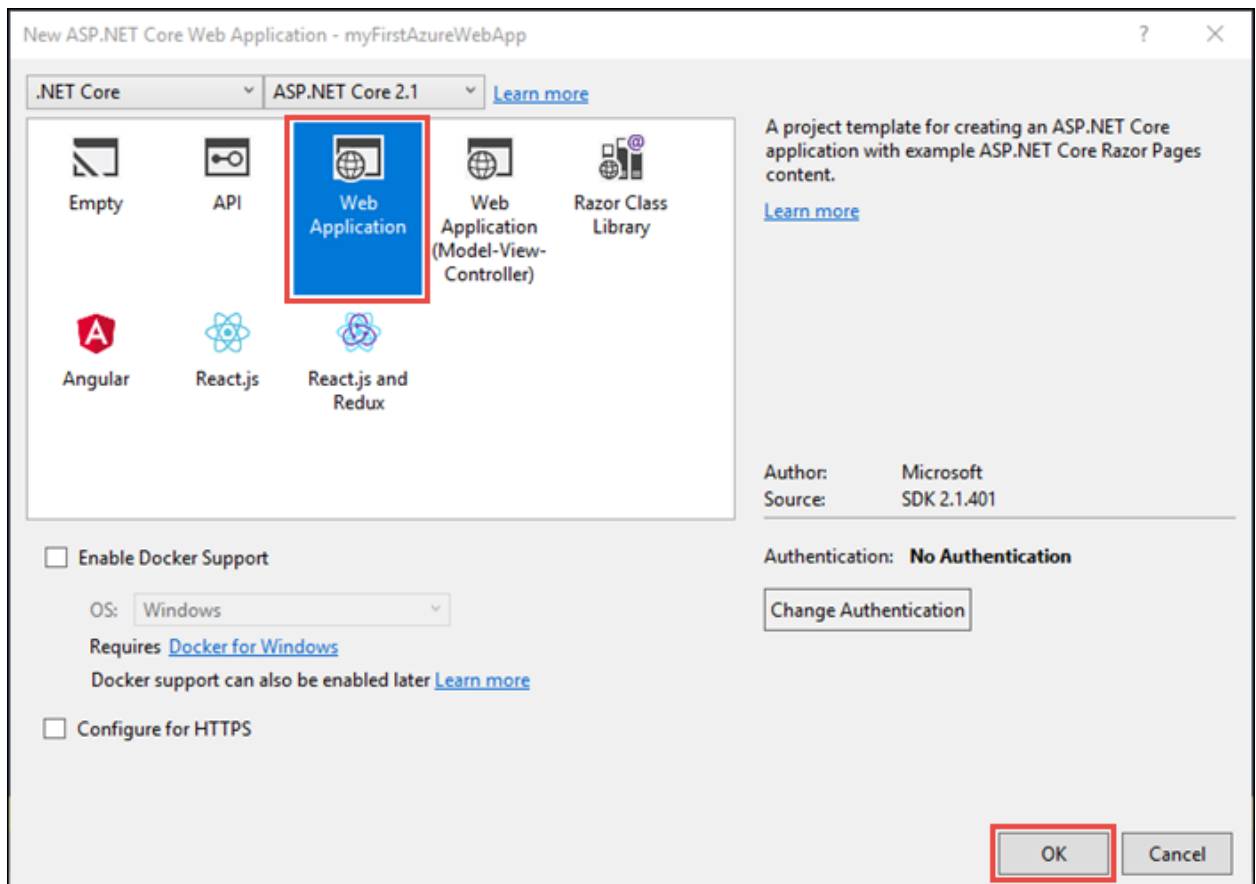 New ASP.NET Core Web Application - myFirstAzureWebApp
.NET Core
ASP.NET Core 2.1
Learn more
Empty
API
Web
Application
Web
Application
(Model-View-
Controller)
Razor Class
Library
Angular
React.js
React.js and
Redux
A project template for creating an ASP.NET Core
application with example ASP.NET Core Razor Pages
content.
Learn more
Author: Microsoft
Source: SDK 2.1.401
Enable Docker Support
OS: Windows
Requires Docker for Windows
Docker support can also be enabled later Learn more
Configure for HTTPS
Authentication: No Authentication
Change Authentication
OK
Cancel